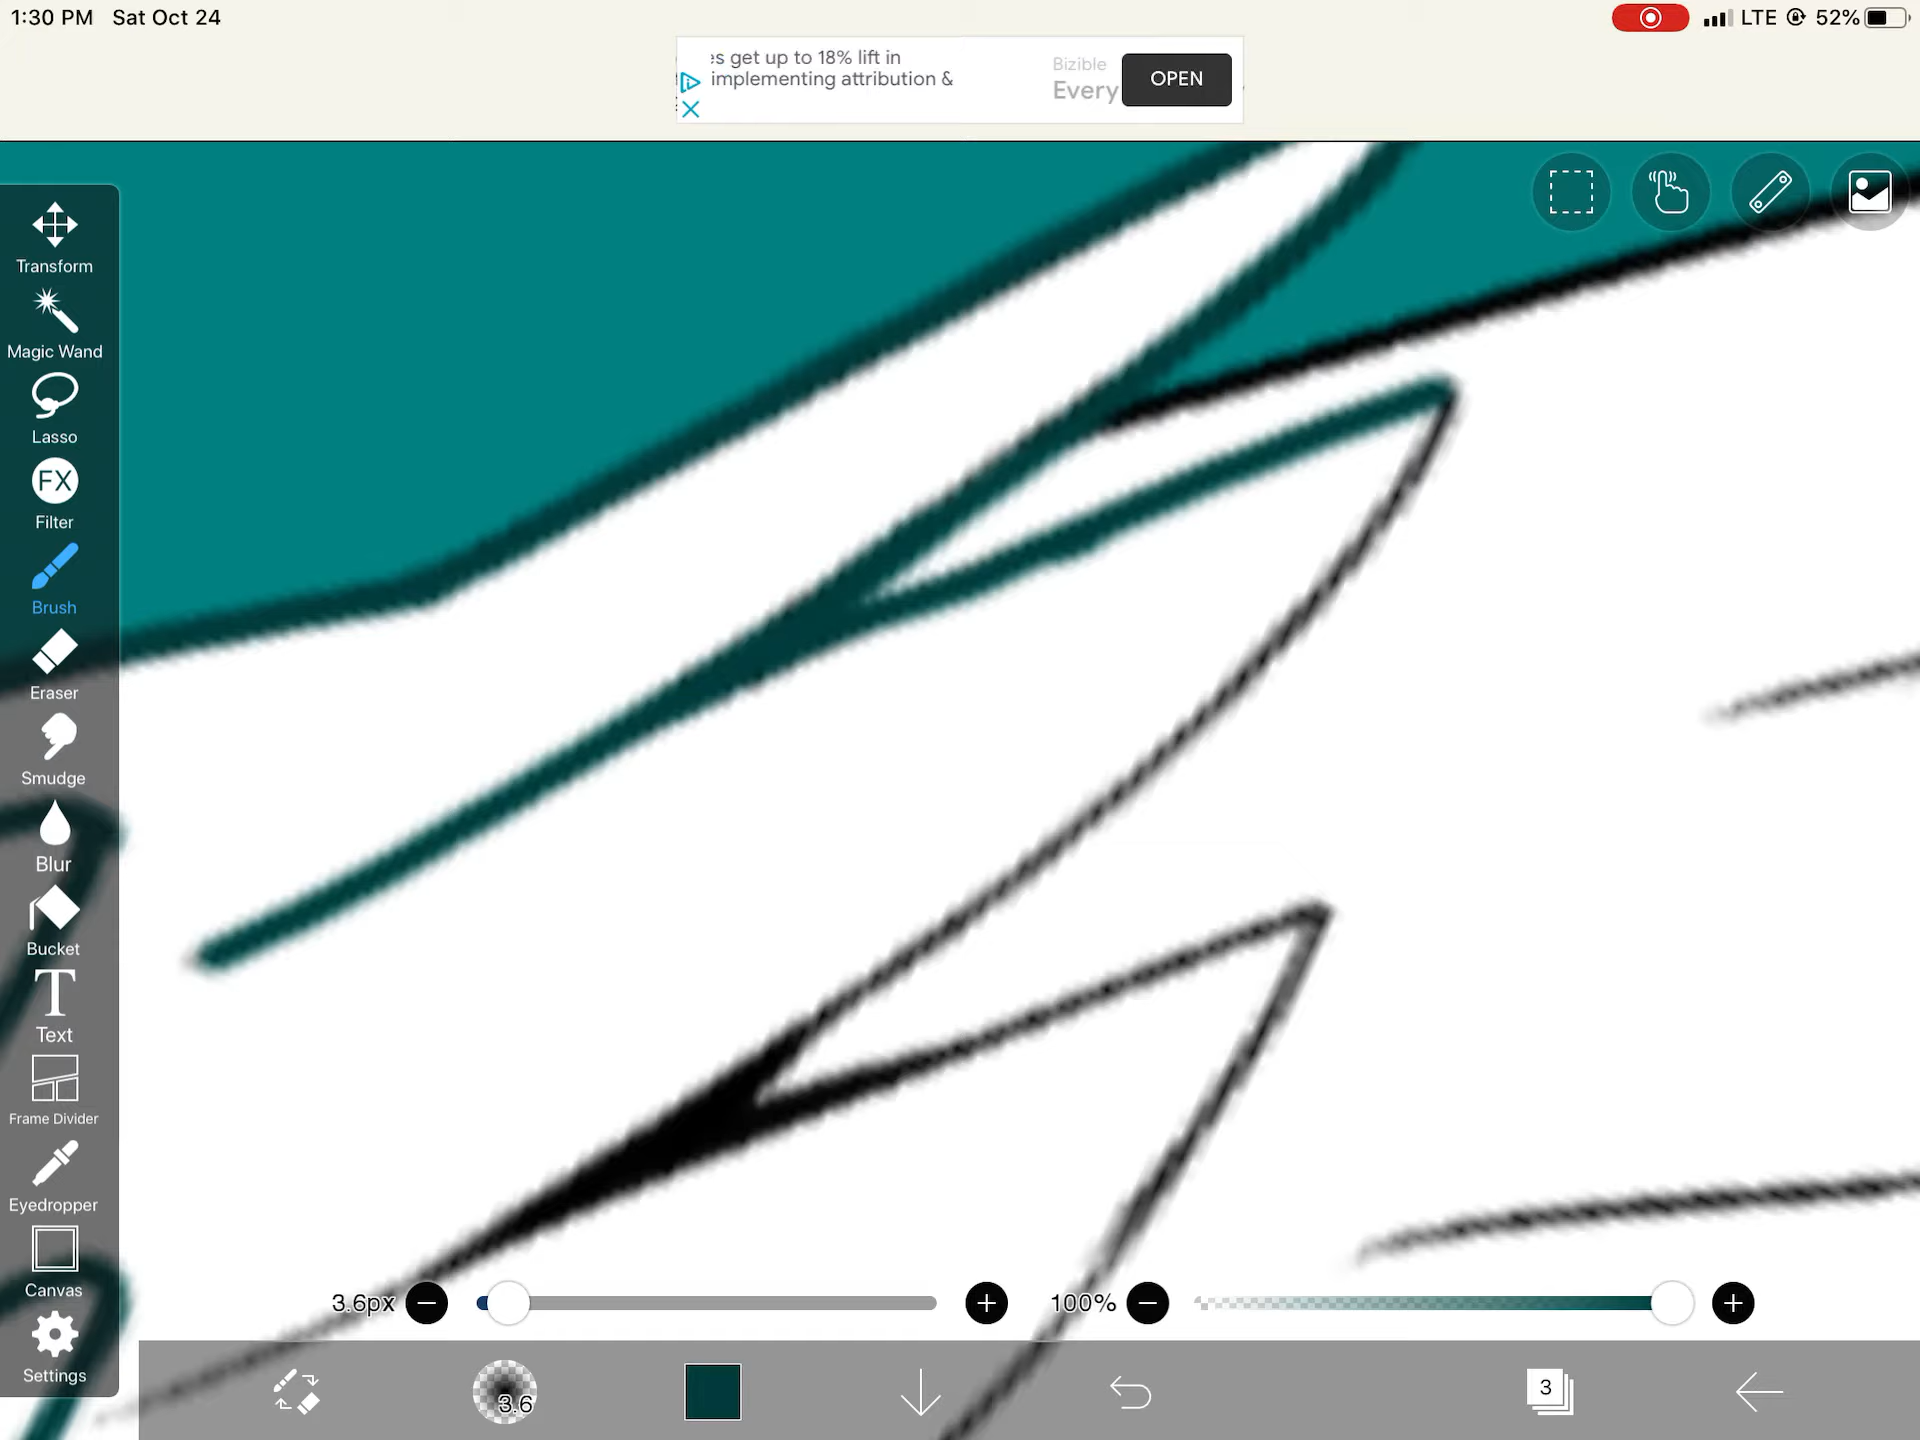 1:30 PM Sat Oct 24
LTE 52%
es get up to 18% lift in
implementing attribution &
Bizible
Every
OPEN
Transform
Magic Wand
Lasso
FX
Filter
Brush
Eraser
Smudge
Blur
Bucket
T
Text
Frame Divider
Eyedropper
Canvas
Settings
3.6px
100%
3.6
3